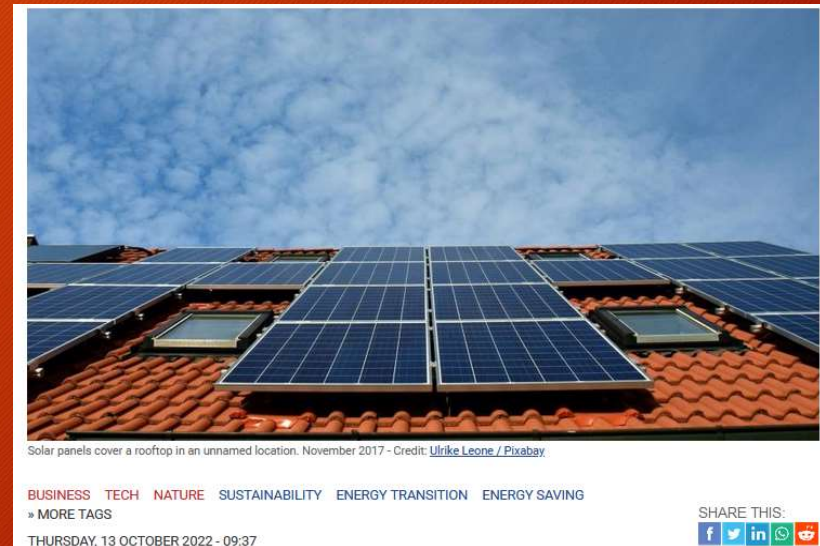 Solar panels cover a rooftop in an unnamed location. November 2017 - Credit: Ulrike Leone / Pixabay
BUSINESS TECH NATURE SUSTAINABILITY ENERGY TRANSITION ENERGY SAVING
» MORE TAGS
SHARE THIS:
THURSDAY, 13 OCTOBER 2022 - 09:37